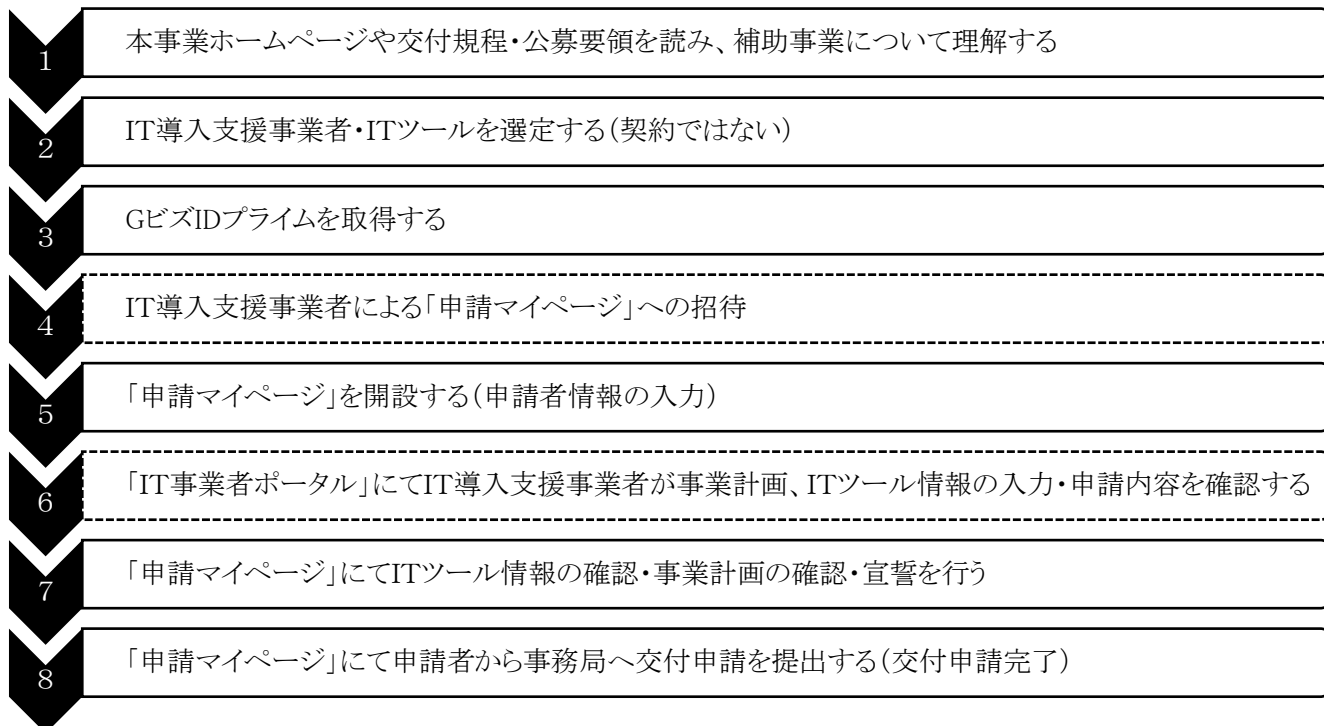 1 本事業ホームページや交付規程・公募要領を読み、補助事業について理解する
2 IT導入支援事業者・ITツールを選定する(契約ではない)
3 GビズIDプライムを取得する
4 IT導入支援事業者による「申請マイページ」への招待
5 「申請マイページ」を開設する(申請者情報の入力)
6 「IT事業者ポータル」にてIT導入支援事業者が事業計画、ITツール情報の入力・申請内容を確認する
7 「申請マイページ」にてITツール情報の確認・事業計画の確認・宣誓を行う
8 「申請マイページ」にて申請者から事務局へ交付申請を提出する(交付申請完了)